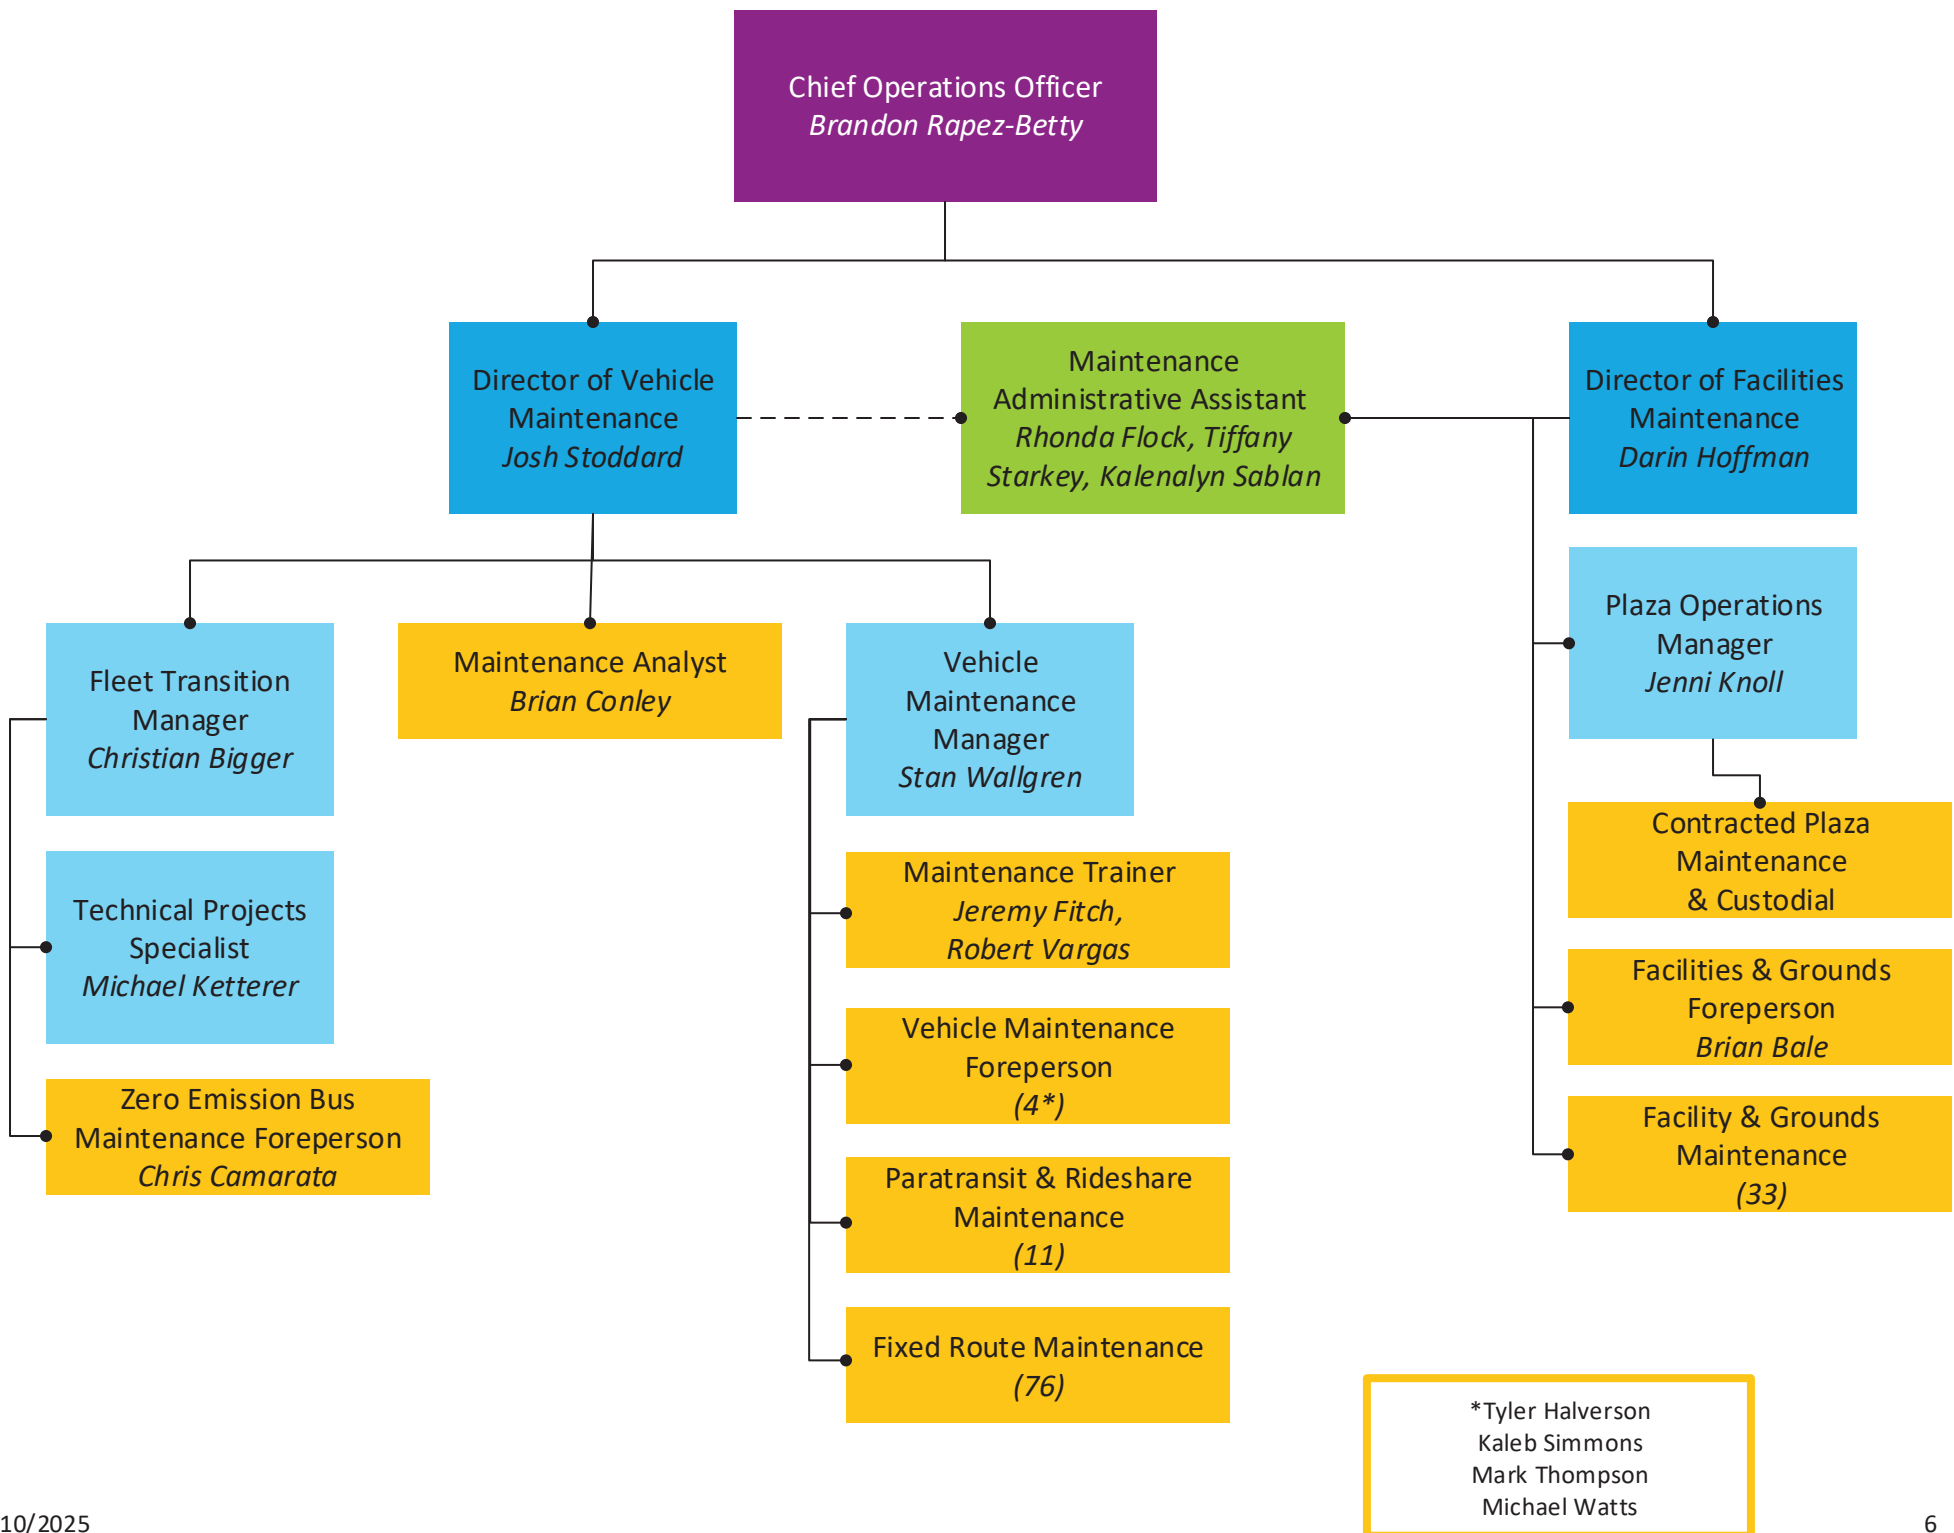 Chief Operations Officer
Brandon Rapez-Betty
Director of Vehicle
Maintenance
Josh Stoddard
Maintenance
Administrative Assistant
Rhonda Flock, Tiffany
Starkey, Kalenalyn Sablan
Director of Facilities
Maintenance
Darin Hoffman
Fleet Transition
Manager
Christian Bigger
Technical Projects
Specialist
Michael Ketterer
Zero Emission Bus
Maintenance Foreperson
Chris Camarata
Maintenance Analyst
Brian Conley
Vehicle
Maintenance
Manager
Stan Wallgren
Maintenance Trainer
Jeremy Fitch,
Robert Vargas
Vehicle Maintenance
Foreperson
(4*)
Paratransit & Rideshare
Maintenance
(11)
Fixed Route Maintenance
(76)
Plaza Operations
Manager
Jenni Knoll
Contracted Plaza
Maintenance
& Custodial
Facilities & Grounds
Foreperson
Brian Bale
Facility & Grounds
Maintenance
(33)
*Tyler Halverson
Kaleb Simmons
Mark Thompson
Michael Watts
10/2025
6